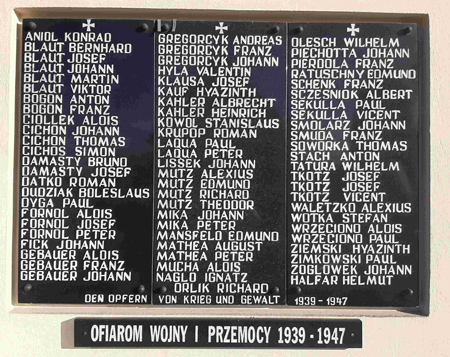 ANIOL KONRAD
BLAUT BERNHARD
BLAUT JOSEF
BLAUT JOHANN
BLAUT MARTIN
BLAUT VIKTOR
BOGON ANTON
BOGON FRANZ
CIOLLEK ALOIS
CICHON JOHANN
CICHON THOMAS
CICHOS SIMON
DAMASTY BRUNO
DAMASTY JOSEF
DATKO ROMAN
DUDZIAK BOLESLAUS
DYGA PAUL
FORNOL ALOIS
FORNOL JOSEF
FORNOL PETER
FICK JOHANN
GEBAUER ALOIS
GEBAUER FRANZ
GEBAUER JOHANN
DEN OPFERN
GREGORCYK ANDREAS
GREGORCYK FRANZ
GREGORCYK JOHANN
HYLA VALENTIN
KLAUSA JOSEF
KAUF HYAZINTH
KAHLER ALBRECHT
KAHLER HEINRICH
KOWOL STANISLAUS
KRUPOP ROMAN
LAQUA PAUL
LAQUA PETER
LISSEK JOHANN
MUTZ ALEXIUS
MUTZ EDMUND
MUTZ RICHARD
MUTZ THEODOR
MIKA JOHANN
MIKA PETER
MANSFELD EDMUND
MATHEA AUGUST
MATHEA PETER
MUCHA ALOIS
NAGLO IGNATZ
ORLIK RICHARD
VON KRIEG UND GEWALT
OLESCH WILHELM
PIECHOTTA JOHANN
PIERDOLA FRANZ
RATUSCHNY EDMUND
SCHENK FRANZ
SCZESNIOK ALBERT
SEKULLA PAUL
SEKULLA VICENT
SMOLARZ JOHANN
SMUDA FRANZ
SOWORKA THOMAS
STACH ANTON
TATURA WILHELM
TKOTZ JOSEF
TKOTZ JOSEF
TKOTZ VICENT
WALETZKO ALEXIUS
WOTKA STEFAN
WRZECIONO ALOIS
WRZECIONO PAUL
ZIEMSKI HYAZINTH
ZIMKOWSKI PAUL
ZOGLOWEK JOHANN
HALFAR HELMUT
1939-1947
OFIAROM WOJNY I PRZEMOCY 1939-1947